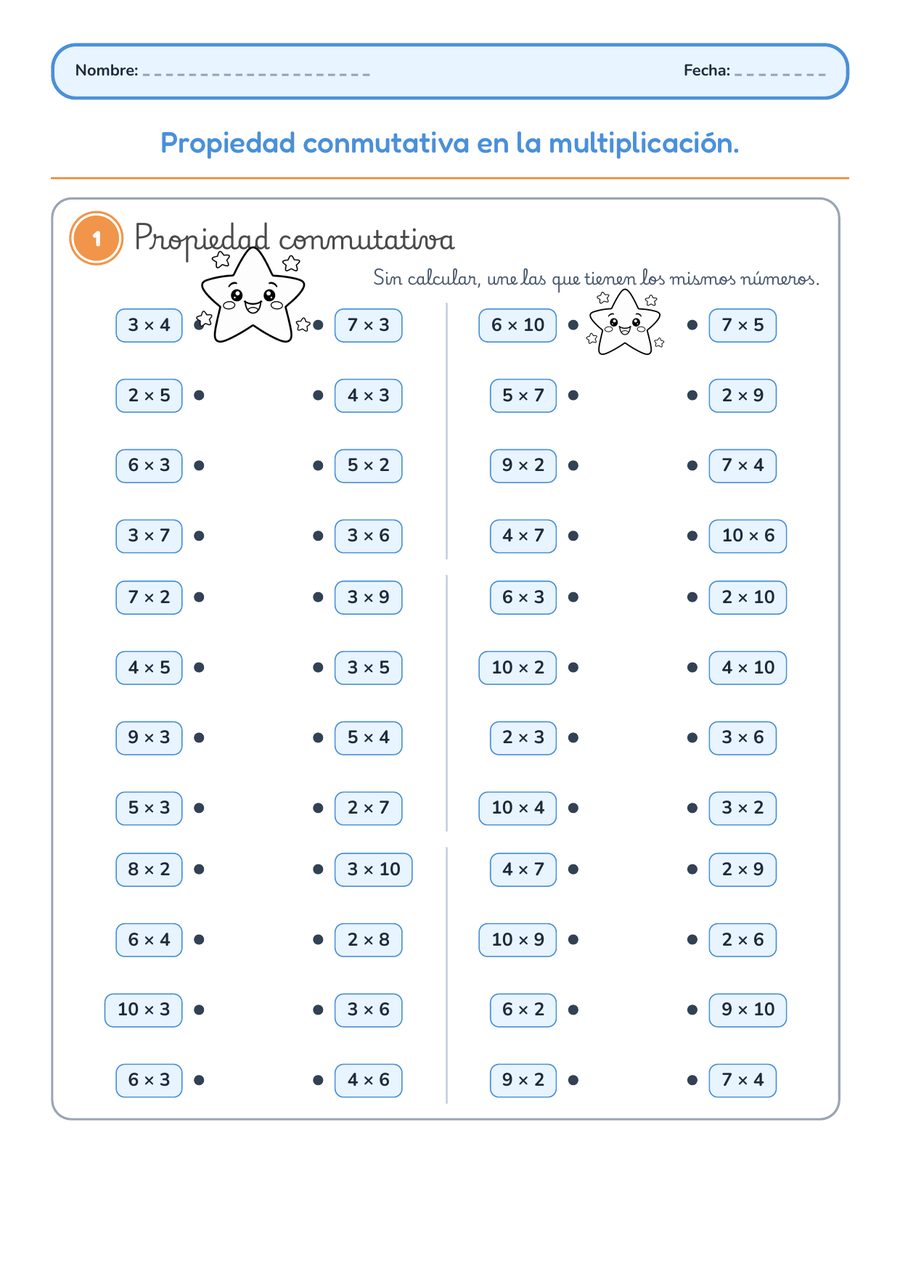 Nombre: Fecha:
Propiedad conmutativa en la multiplicación.
1 Propiedad conmutativa
Sin calcular, une las que tienen los mismos números.
3 × 4 7 × 3 6 × 10 7 × 5
2 × 5 4 × 3 5 × 7 2 × 9
6 × 3 5 × 2 9 × 2 7 × 4
3 × 7 3 × 6 4 × 7 10 × 6
7 × 2 3 × 9 6 × 3 2 × 10
4 × 5 3 × 5 10 × 2 4 × 10
9 × 3 5 × 4 2 × 3 3 × 6
5 × 3 2 × 7 10 × 4 3 × 2
8 × 2 3 × 10 4 × 7 2 × 9
6 × 4 2 × 8 10 × 9 2 × 6
10 × 3 3 × 6 6 × 2 9 × 10
6 × 3 4 × 6 9 × 2 7 × 4